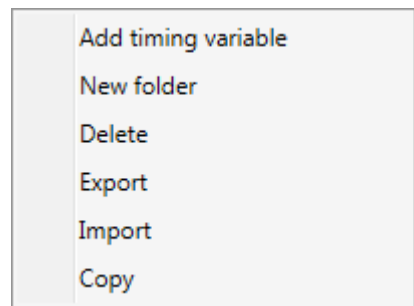 Add timing variable
New folder
Delete
Export
Import
Copy